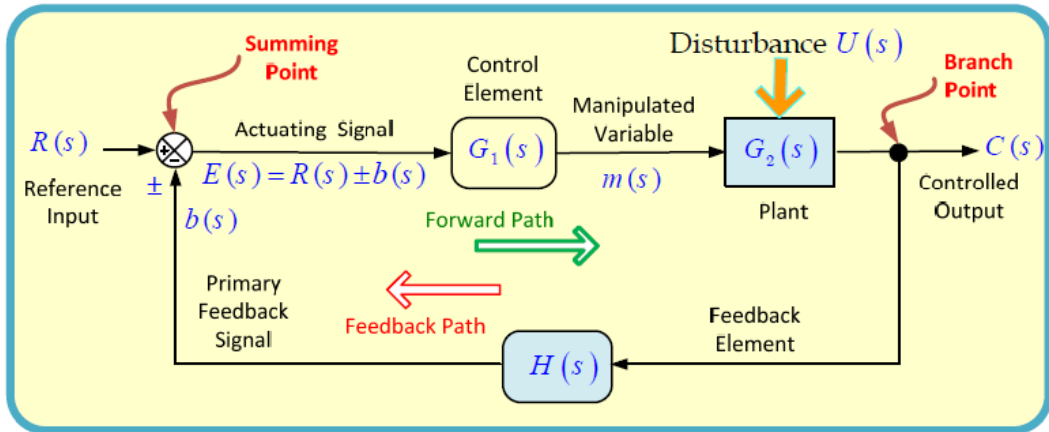 Summing
Point
Disturbance U(s)
Branch
Point
Control
Element
Manipulated
Variable
R(s)
Actuating Signal
G₁(s)
G₂(s)
C(s)
+
−
E(s)=R(s)±b(s)
m(s)
Reference
Input
±
b(s)
Plant
Controlled
Output
Forward Path
Primary
Feedback
Signal
Feedback Path
Feedback
Element
H(s)